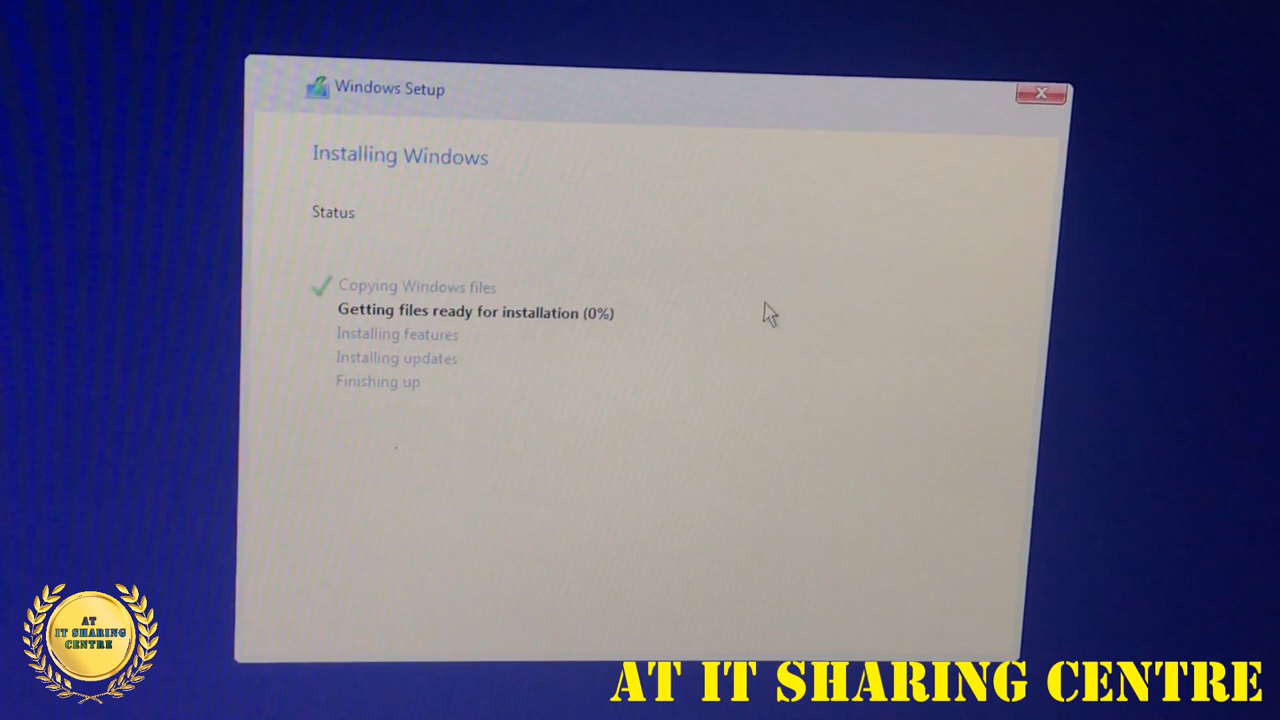 Windows Setup
Installing Windows
Status
Copying Windows files
Getting files ready for installation (0%)
Installing features
Installing updates
Finishing up
AT
IT SHARING
CENTRE
AT IT SHARING CENTRE